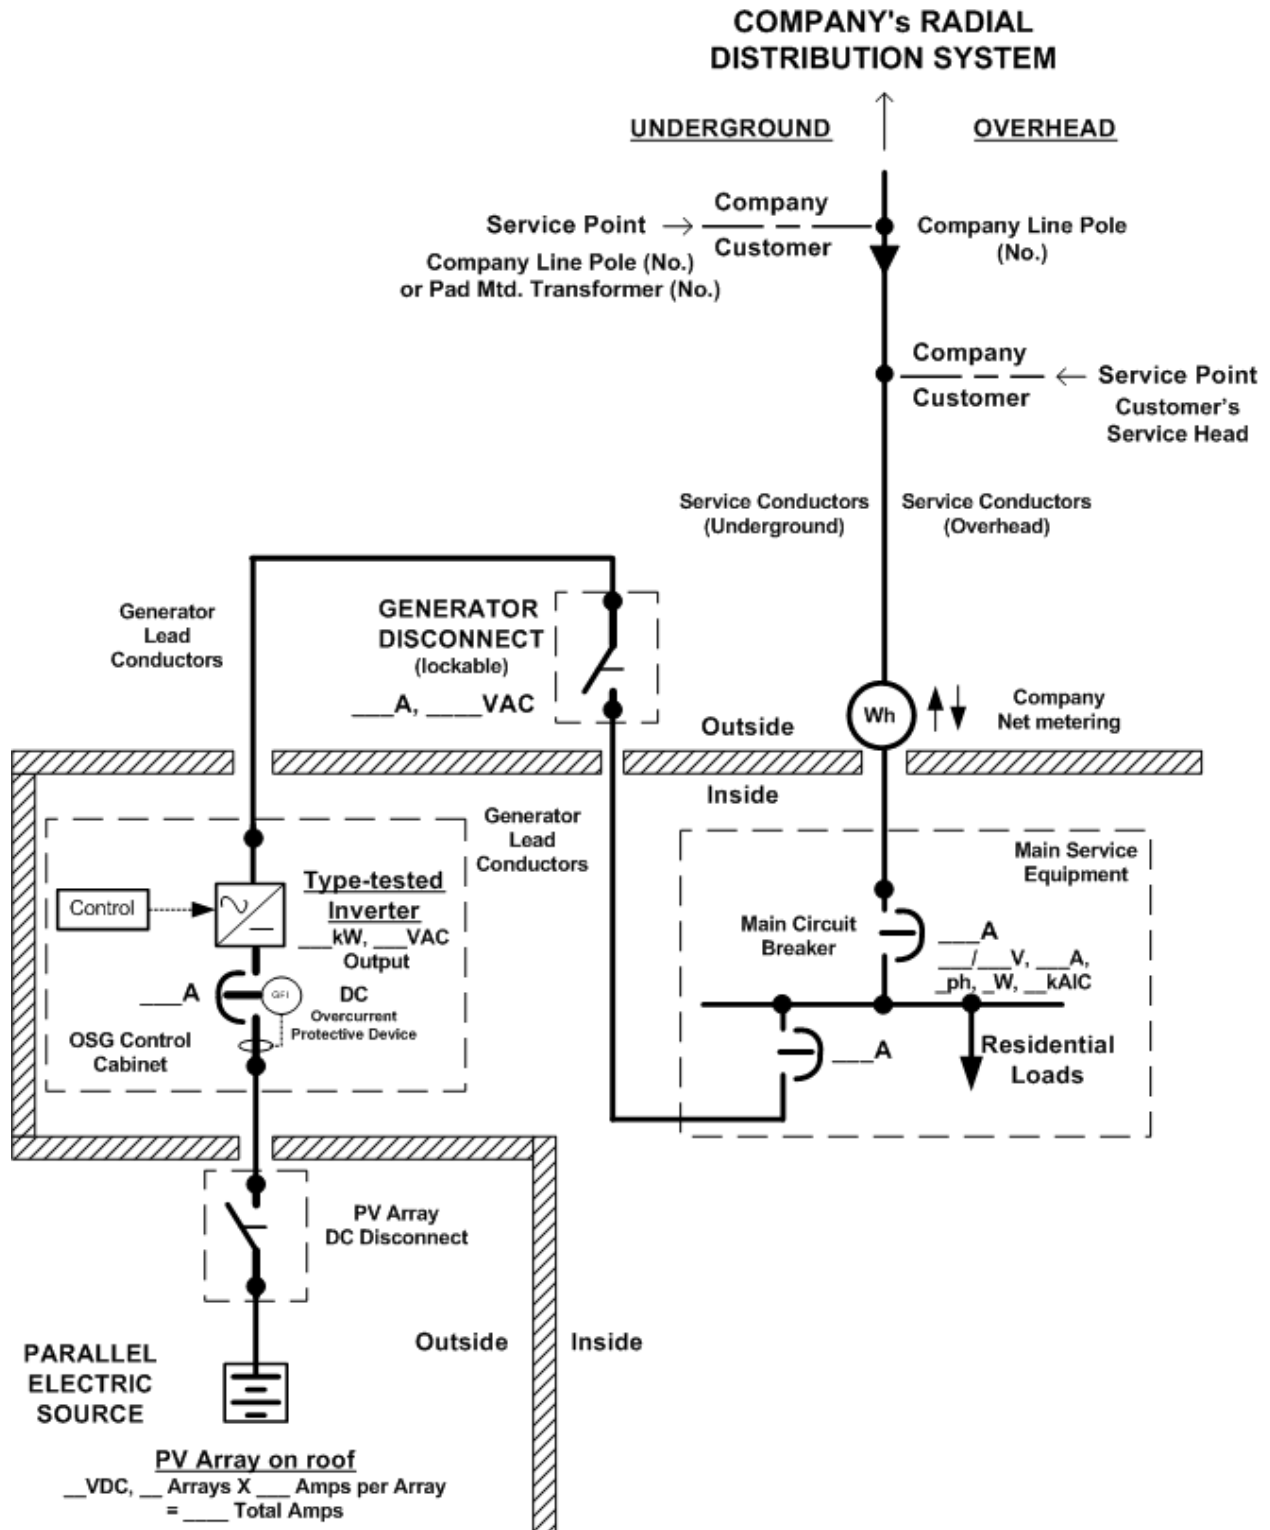 COMPANY's RADIAL
DISTRIBUTION SYSTEM
UNDERGROUND
OVERHEAD
Company
Service Point
Customer
Company Line Pole (No.)
or Pad Mtd. Transformer (No.)
Company Line Pole
(No.)
Company
Customer
Service Point
Customer's
Service Head
Service Conductors
(Underground)
Service Conductors
(Overhead)
Generator
Lead
Conductors
GENERATOR
DISCONNECT
(lockable)
___A, ____VAC
Wh
Company
Net metering
Outside
Inside
Generator
Lead
Conductors
Control
Type-tested
Inverter
___kW, ___VAC
Output
___A
GFI
DC
Overcurrent
Protective Device
OSG Control
Cabinet
Main Service
Equipment
Main Circuit
Breaker
___A
___/___V, ___A,
_ph, _W, __kAIC
___A
Residential
Loads
PV Array
DC Disconnect
Outside
Inside
PARALLEL
ELECTRIC
SOURCE
PV Array on roof
__VDC, __ Arrays X ___ Amps per Array
= ____ Total Amps